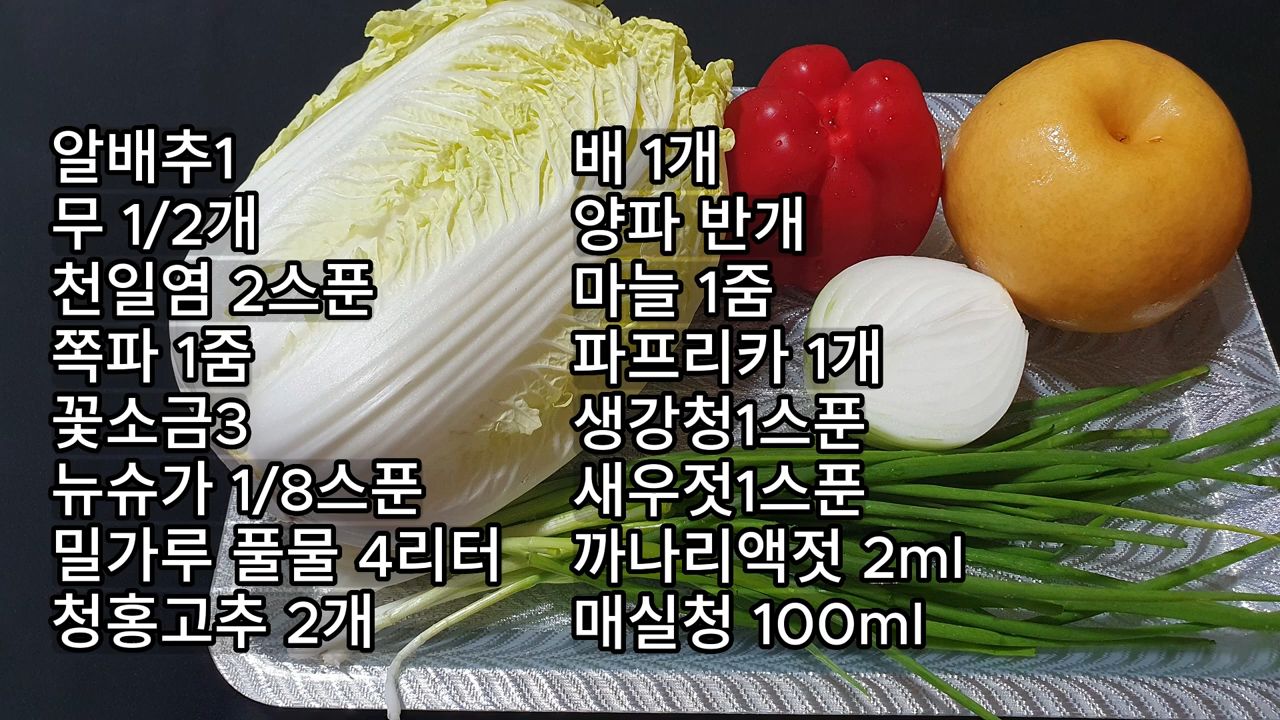 알배추1
무 1/2개
천일염 2스푼
쪽파 1줌
꽃소금3
뉴슈가 1/8스푼
밀가루 풀물 4리터
청홍고추 2개
배 1개
양파 반개
마늘 1줌
파프리카 1개
생강청1스푼
새우젓1스푼
까나리액젓 2ml
매실청 100ml